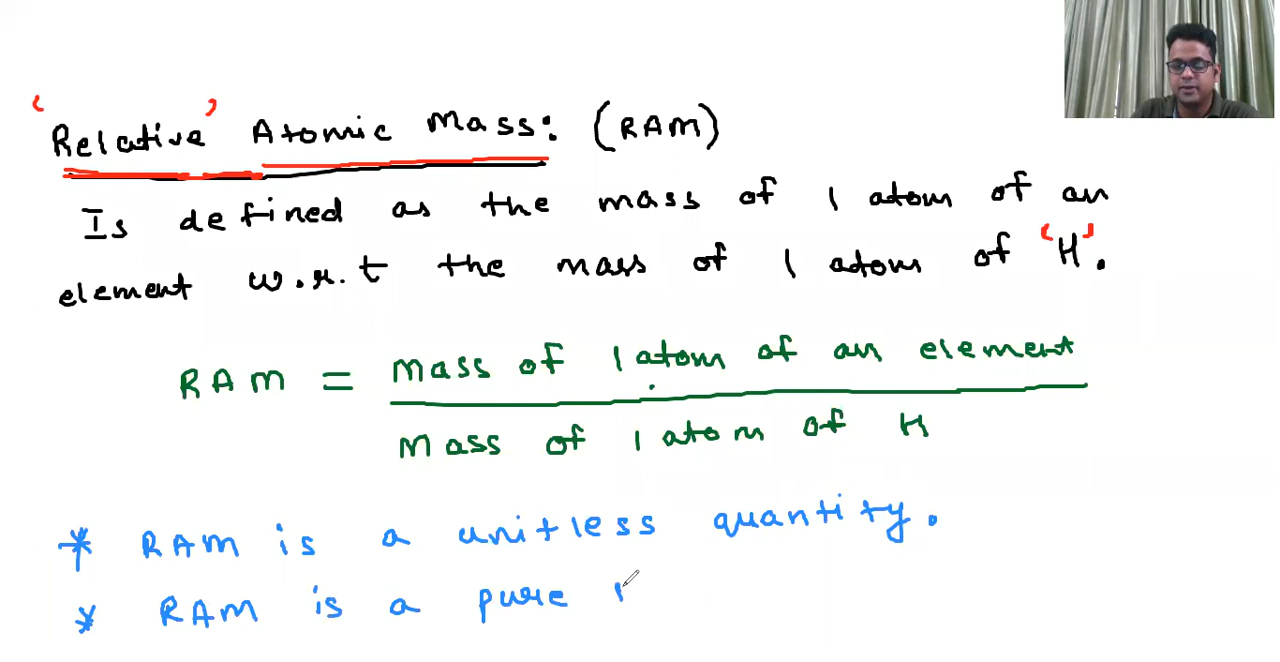 'Relative' Atomic Mass: (RAM)
Is defined as the mass of 1 atom of an
element w.r.t the mass of 1 atom of 'H'.
RAM = mass of 1 atom of an element
Mass of 1 atom of H
* RAM is a unitless quantity.
* RAM is a pure